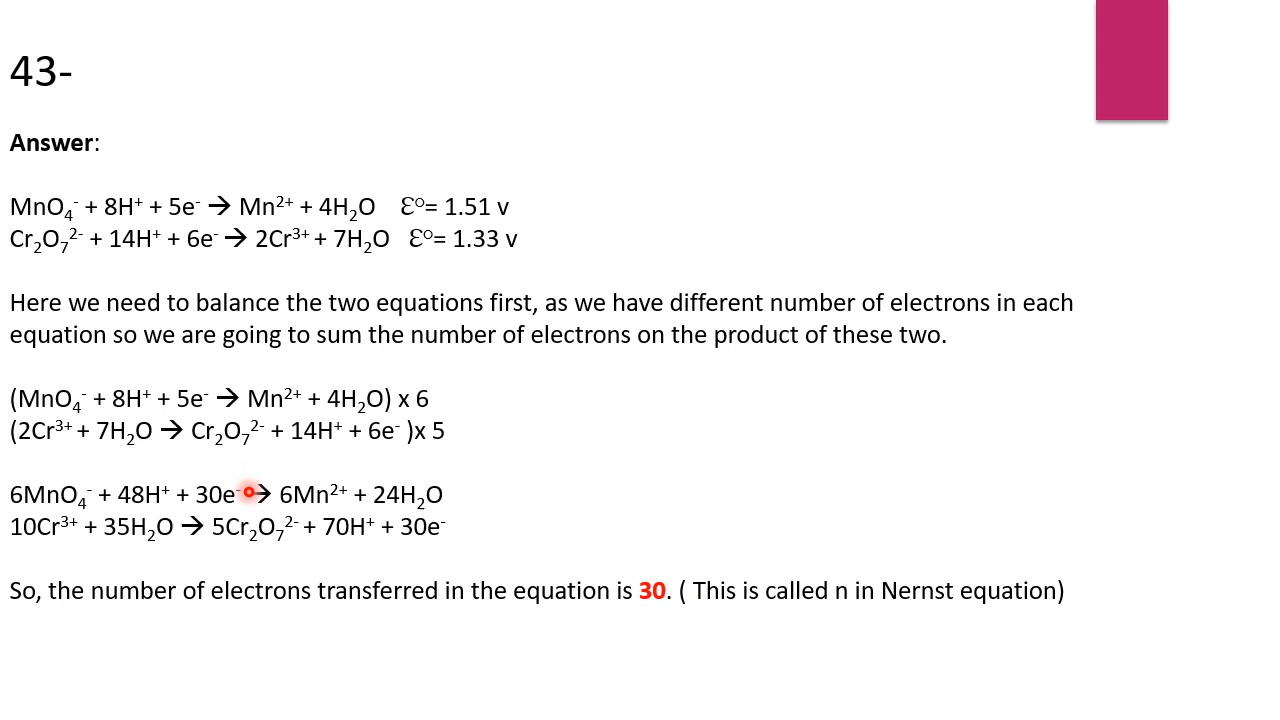 43-
Answer:
MnO₄⁻ + 8H⁺ + 5e⁻ → Mn²⁺ + 4H₂O Ɛ⁰= 1.51 v
Cr₂O₇²⁻ + 14H⁺ + 6e⁻ → 2Cr³⁺ + 7H₂O Ɛ⁰= 1.33 v
Here we need to balance the two equations first, as we have different number of electrons in each
equation so we are going to sum the number of electrons on the product of these two.
(MnO₄⁻ + 8H⁺ + 5e⁻ → Mn²⁺ + 4H₂O) x 6
(2Cr³⁺ + 7H₂O → Cr₂O₇²⁻ + 14H⁺ + 6e⁻ )x 5
6MnO₄⁻ + 48H⁺ + 30e⁻ → 6Mn²⁺ + 24H₂O
10Cr³⁺ + 35H₂O → 5Cr₂O₇²⁻ + 70H⁺ + 30e⁻
So, the number of electrons transferred in the equation is 30. ( This is called n in Nernst equation)